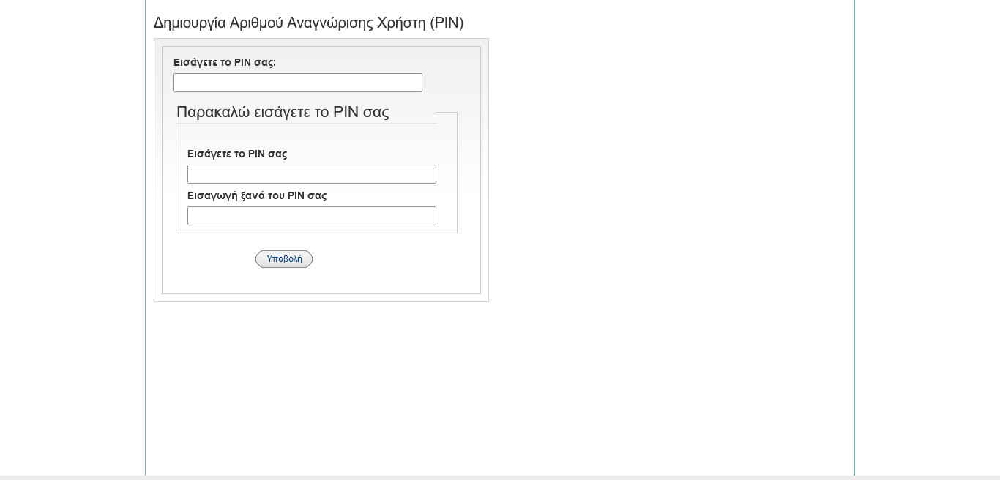 Δημιουργία Αριθμού Αναγνώρισης Χρήστη (PIN)
Εισάγετε το PIN σας:
Παρακαλώ εισάγετε το PIN σας
Εισάγετε το PIN σας
Εισαγωγή ξανά του PIN σας
Υποβολή